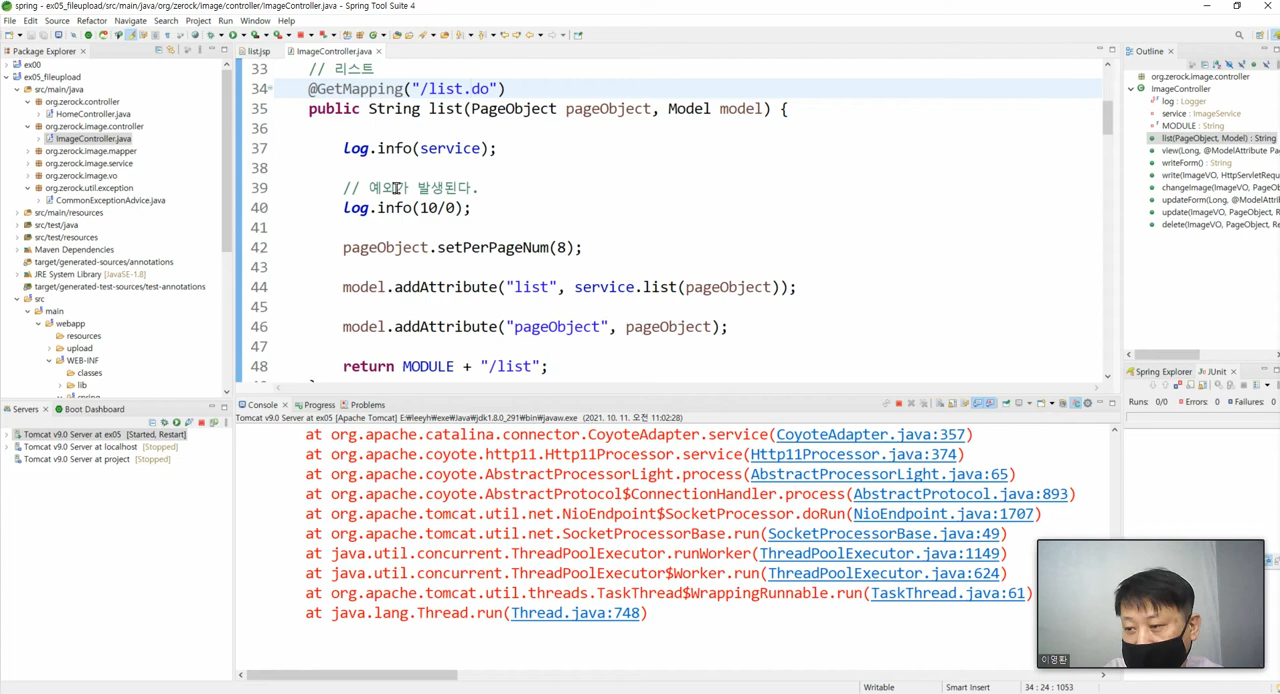 spring - ex05_fileupload/src/main/java/org/zerock/image/controller/ImageController.java - Spring Tool Suite 4
File Edit Source Refactor Navigate Search Project Run Window Help
Package Explorer
ex00
ex05_fileupload
src/main/java
org.zerock.controller
HomeController.java
org.zerock.image.controller
ImageController.java
org.zerock.image.mapper
org.zerock.image.service
org.zerock.image.vo
org.zerock.util.exception
CommonExceptionAdvice.java
src/main/resources
src/test/java
src/test/resources
Maven Dependencies
target/generated-sources/annotations
JRE System Library [JavaSE-1.8]
target/generated-test-sources/test-annotations
src
main
webapp
resources
upload
WEB-INF
classes
lib
Servers Boot Dashboard
Tomcat v9.0 Server at ex05 [Started, Restart]
Tomcat v9.0 Server at localhost [Stopped]
Tomcat v9.0 Server at project [Stopped]
list.jsp ImageController.java
33 // 리스트
34 @GetMapping("/list.do")
35 public String list(PageObject pageObject, Model model) {
36
37 log.info(service);
38
39 // 예오가 발생된다.
40 log.info(10/0);
41
42 pageObject.setPerPageNum(8);
43
44 model.addAttribute("list", service.list(pageObject));
45
46 model.addAttribute("pageObject", pageObject);
47
48 return MODULE + "/list";
Console Progress Problems
Tomcat v9.0 Server at ex05 [Apache Tomcat] E:\leeyh\exe\Java\jdk1.8.0_291\bin\javaw.exe (2021. 10. 11. 오전 11:02:28)
at org.apache.catalina.connector.CoyoteAdapter.service(CoyoteAdapter.java:357)
at org.apache.coyote.http11.Http11Processor.service(Http11Processor.java:374)
at org.apache.coyote.AbstractProcessorLight.process(AbstractProcessorLight.java:65)
at org.apache.coyote.AbstractProtocol$ConnectionHandler.process(AbstractProtocol.java:893)
at org.apache.tomcat.util.net.NioEndpoint$SocketProcessor.doRun(NioEndpoint.java:1707)
at org.apache.tomcat.util.net.SocketProcessorBase.run(SocketProcessorBase.java:49)
at java.util.concurrent.ThreadPoolExecutor.runWorker(ThreadPoolExecutor.java:1149)
at java.util.concurrent.ThreadPoolExecutor$Worker.run(ThreadPoolExecutor.java:624)
at org.apache.tomcat.util.threads.TaskThread$WrappingRunnable.run(TaskThread.java:61)
at java.lang.Thread.run(Thread.java:748)
Outline
org.zerock.image.controller
ImageController
log : Logger
service : ImageService
MODULE : String
list(PageObject, Model) : String
view(Long, @ModelAttribute P
writeForm() : String
write(ImageVO, HttpServletReque
changeImage(ImageVO, PageOb
updateForm(Long, @ModelAttrib
update(ImageVO, PageObject, Re
delete(ImageVO, PageObject, Re
Spring Explorer JUnit
Runs: 0/0 Errors: 0 Failures: 0
이영환
Writable Smart Insert 34 : 24 : 1053